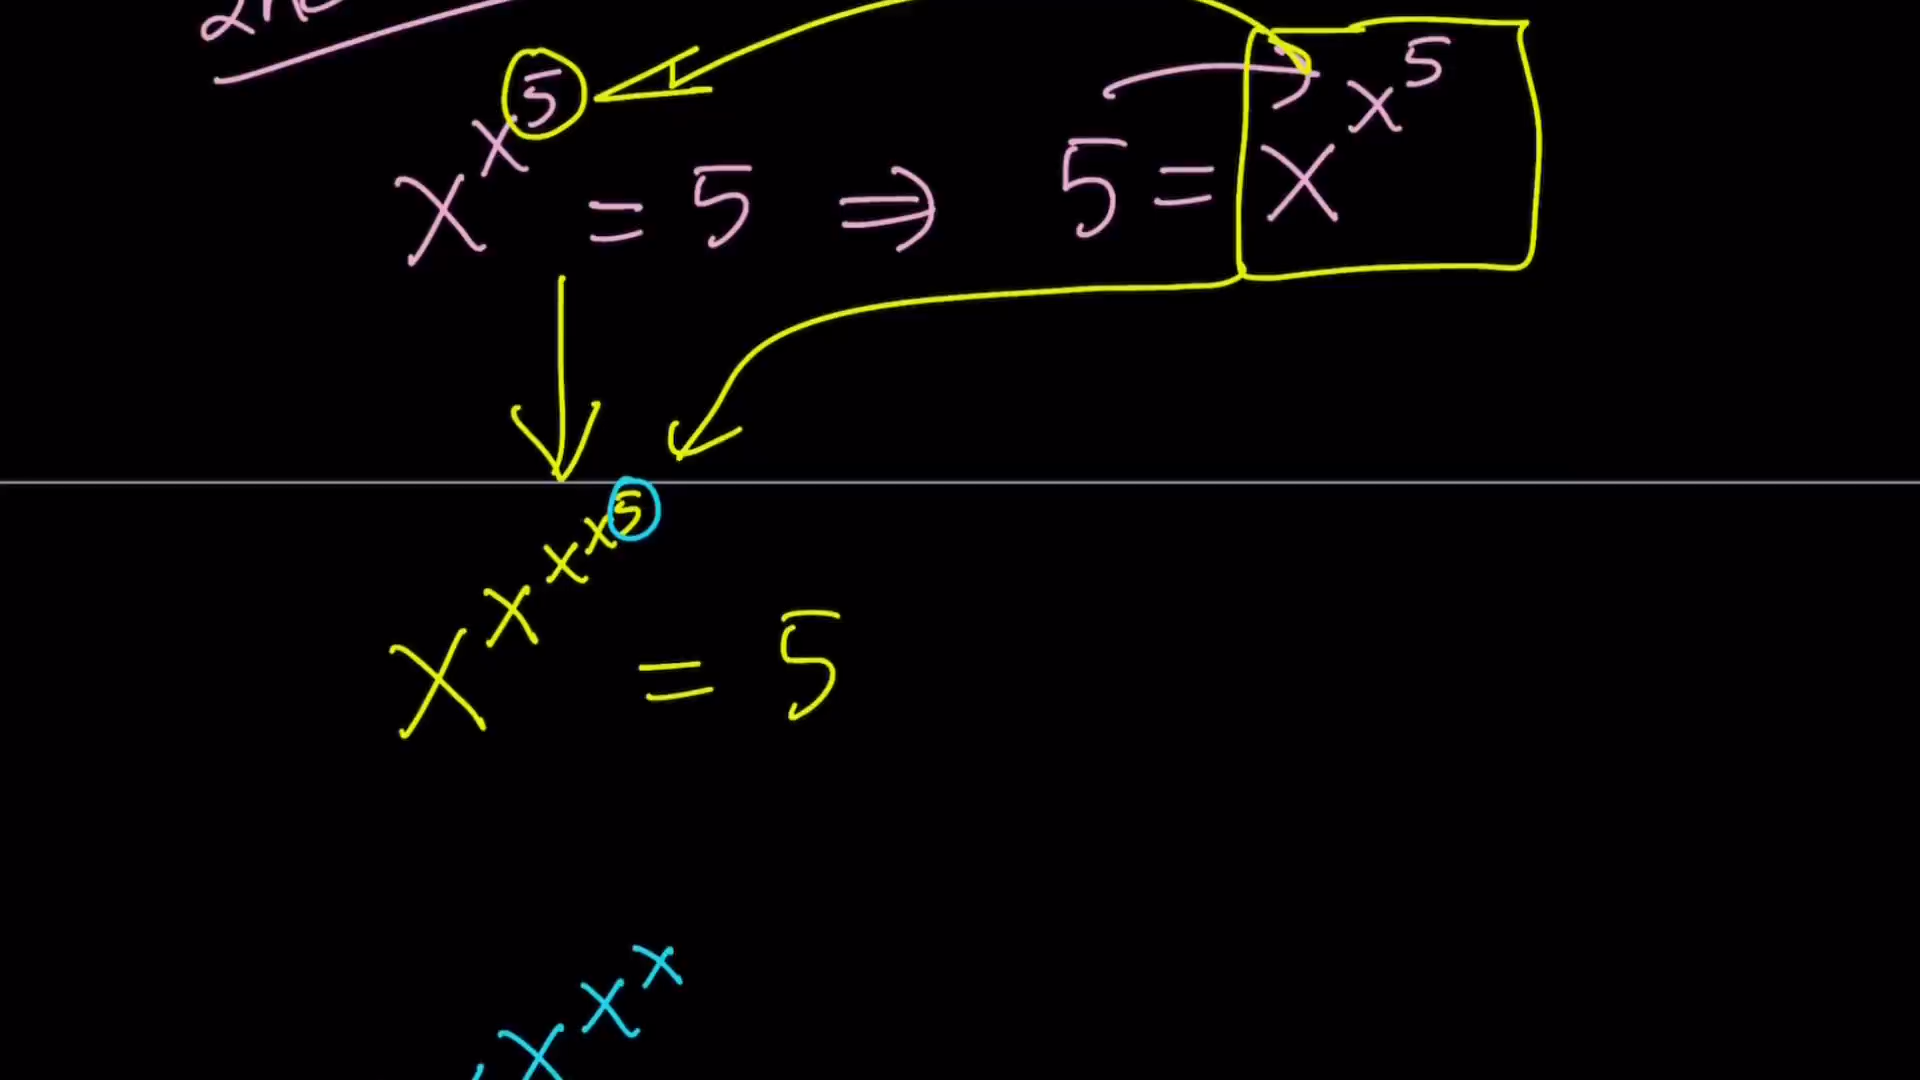 x^x^5 = 5 ⇒ 5 = x^x^5
x^x^x^x^5 = 5
x^x^x